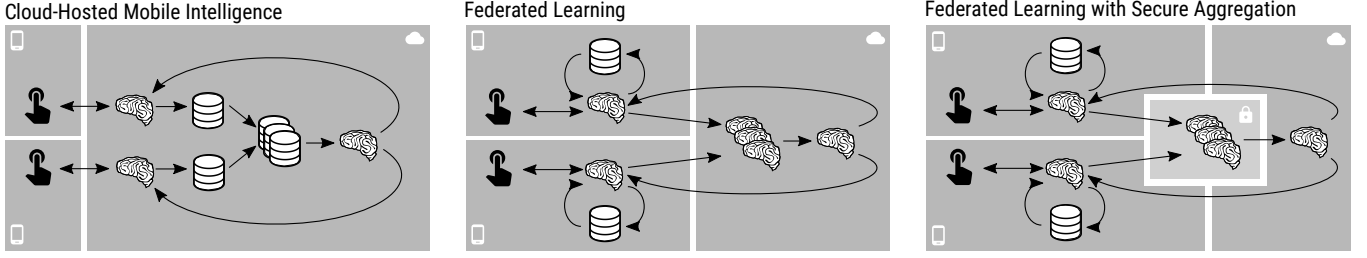 Cloud-Hosted Mobile Intelligence
Federated Learning
Federated Learning with Secure Aggregation